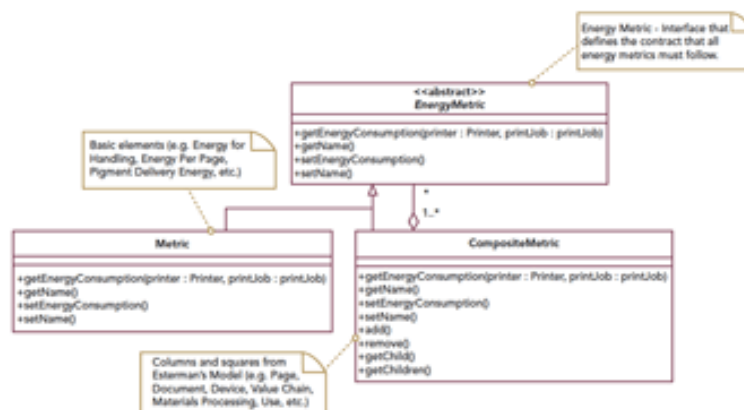 Energy Metric - Interface that
defines the contract that all
energy metrics must follow.
<<abstract>>
EnergyMetric
+getEnergyConsumption(printer : Printer, printJob : printJob)
+getName()
+setEnergyConsumption()
+setName()
Basic elements (e.g. Energy for
Handling, Energy Per Page,
Pigment Delivery Energy, etc.)
*
1..*
Metric
+getEnergyConsumption(printer : Printer, printJob : printJob)
+getName()
+setEnergyConsumption()
+setName()
CompositeMetric
+getEnergyConsumption(printer : Printer, printJob : printJob)
+getName()
+setEnergyConsumption()
+setName()
+add()
+remove()
+getChild()
+getChildren()
Columns and squares from
Esterman's Model (e.g. Page,
Document, Device, Value Chain,
Materials Processing, Use, etc.)